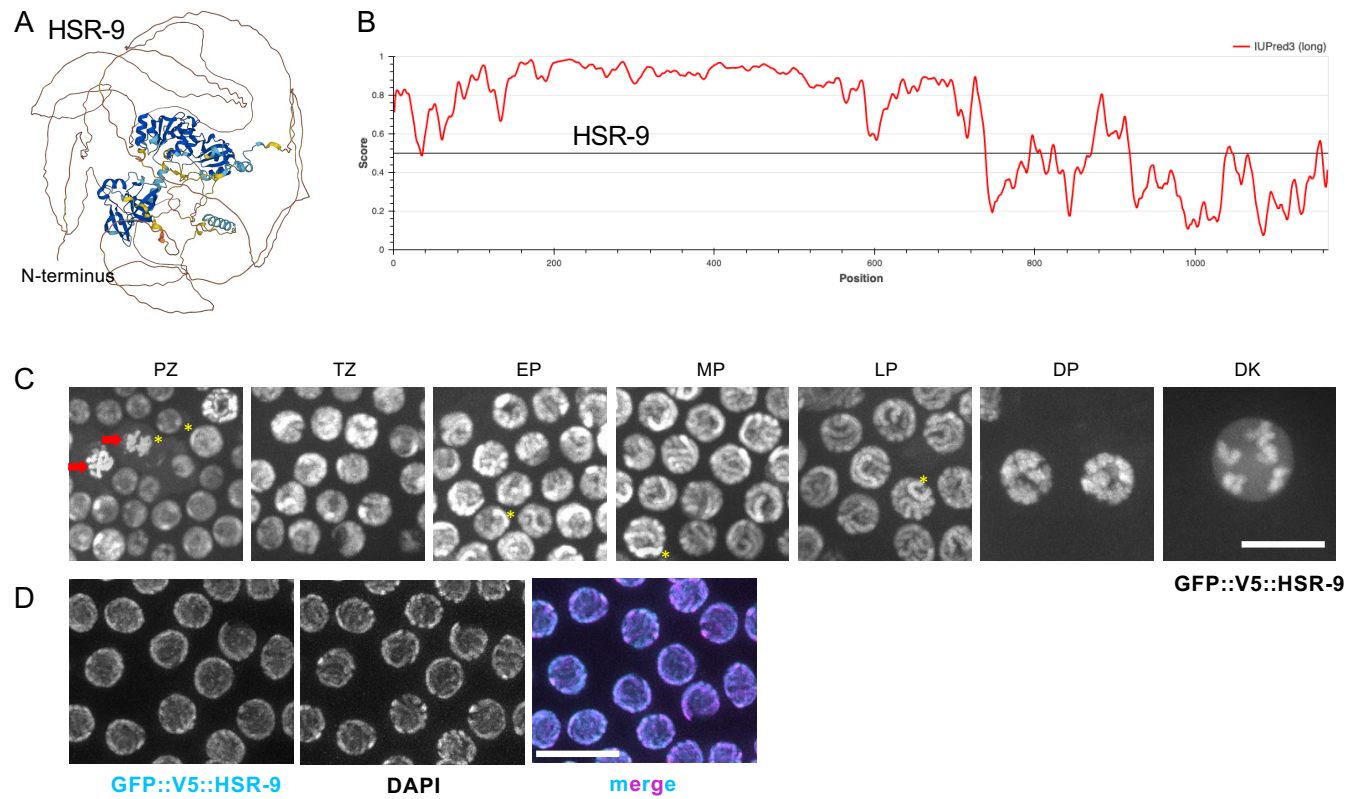 A
HSR-9
N-terminus
B
IUPred3 (long)
1
0.8
0.6
0.4
0.2
0
Score
HSR-9
0
200
400
600
800
1000
Position
C
PZ
TZ
EP
MP
LP
DP
DK
*
*
*
*
*
GFP::V5::HSR-9
D
GFP::V5::HSR-9
DAPI
merge